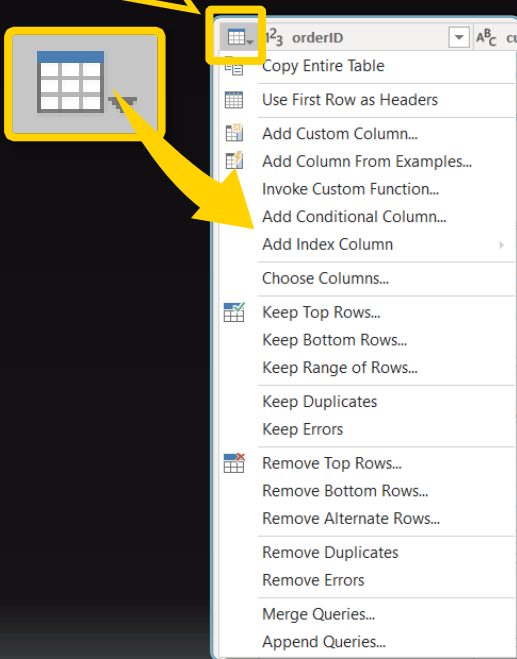 123 orderID ABC cu
Copy Entire Table
Use First Row as Headers
Add Custom Column...
Add Column From Examples...
Invoke Custom Function...
Add Conditional Column...
Add Index Column
Choose Columns...
Keep Top Rows...
Keep Bottom Rows...
Keep Range of Rows...
Keep Duplicates
Keep Errors
Remove Top Rows...
Remove Bottom Rows...
Remove Alternate Rows...
Remove Duplicates
Remove Errors
Merge Queries...
Append Queries...